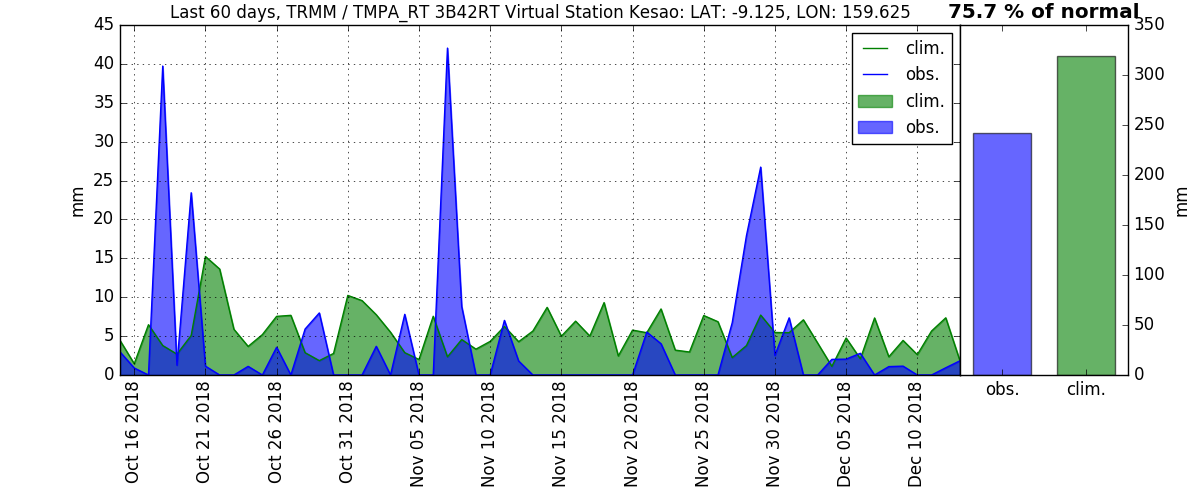 Last 60 days, TRMM / TMPA_RT 3B42RT Virtual Station Kesao: LAT: -9.125, LON: 159.625
75.7 % of normal
45
40
35
30
25
20
15
10
5
0
mm
clim.
obs.
clim.
obs.
350
300
250
200
150
100
50
0
mm
obs.
clim.
Oct 16 2018
Oct 21 2018
Oct 26 2018
Oct 31 2018
Nov 05 2018
Nov 10 2018
Nov 15 2018
Nov 20 2018
Nov 25 2018
Nov 30 2018
Dec 05 2018
Dec 10 2018